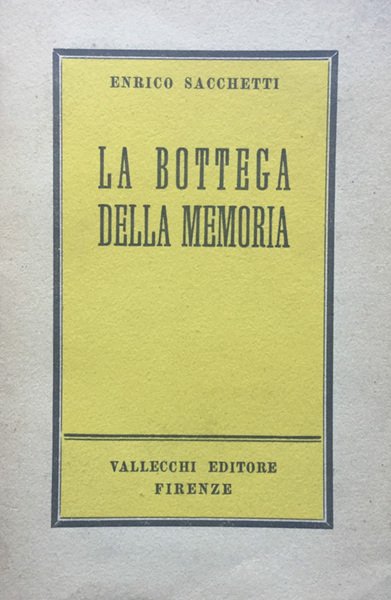 ENRICO SACCHETTI
LA BOTTEGA
DELLA MEMORIA
VALLECCHI EDITORE
FIRENZE